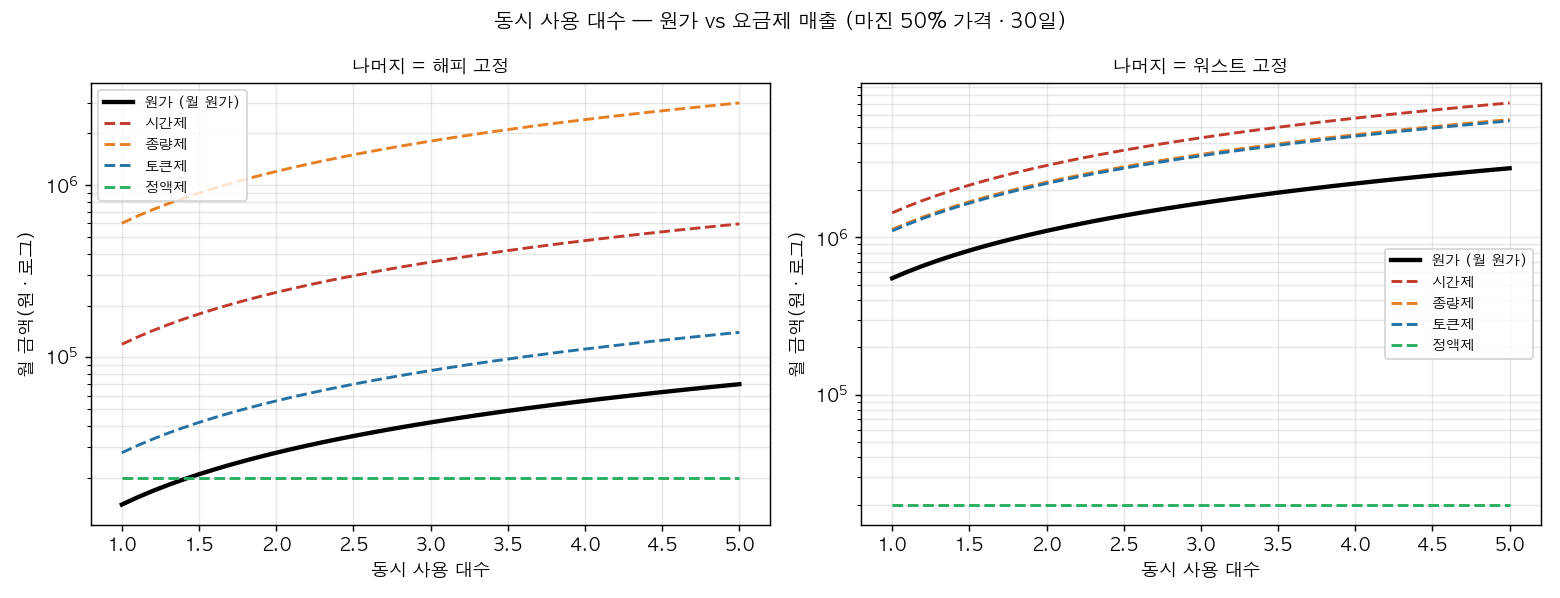 동시 사용 대수 — 원가 vs 요금제 매출 (마진 50% 가격 · 30일)
나머지 = 해피 고정
월 금액(원 · 로그)
10⁶
10⁵
원가 (월 원가)
시간제
종량제
토큰제
정액제
1.0 1.5 2.0 2.5 3.0 3.5 4.0 4.5 5.0
동시 사용 대수
나머지 = 워스트 고정
월 금액(원 · 로그)
10⁶
10⁵
원가 (월 원가)
시간제
종량제
토큰제
정액제
1.0 1.5 2.0 2.5 3.0 3.5 4.0 4.5 5.0
동시 사용 대수